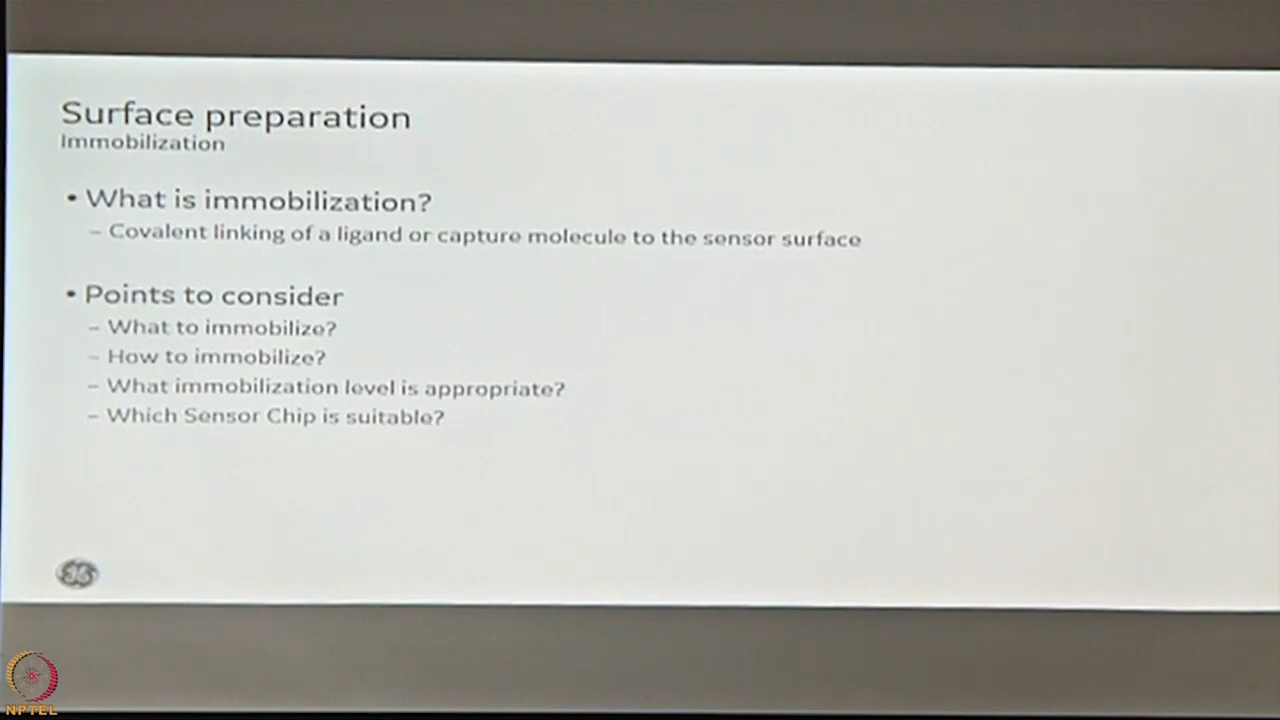 Surface preparation
Immobilization
• What is immobilization?
– Covalent linking of a ligand or capture molecule to the sensor surface
• Points to consider
– What to immobilize?
– How to immobilize?
– What immobilization level is appropriate?
– Which Sensor Chip is suitable?
NPTEL